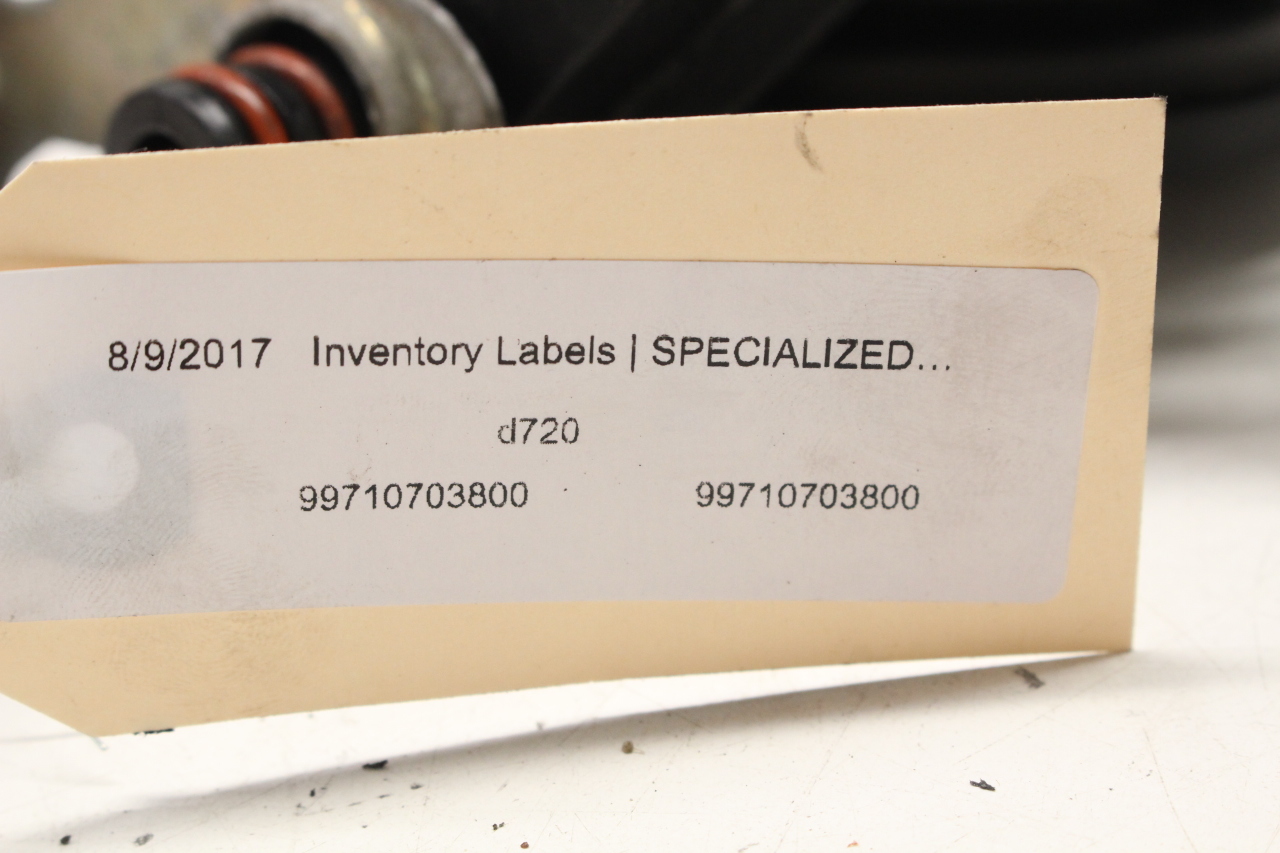 8/9/2017 Inventory Labels | SPECIALIZED...
d720
99710703800 99710703800